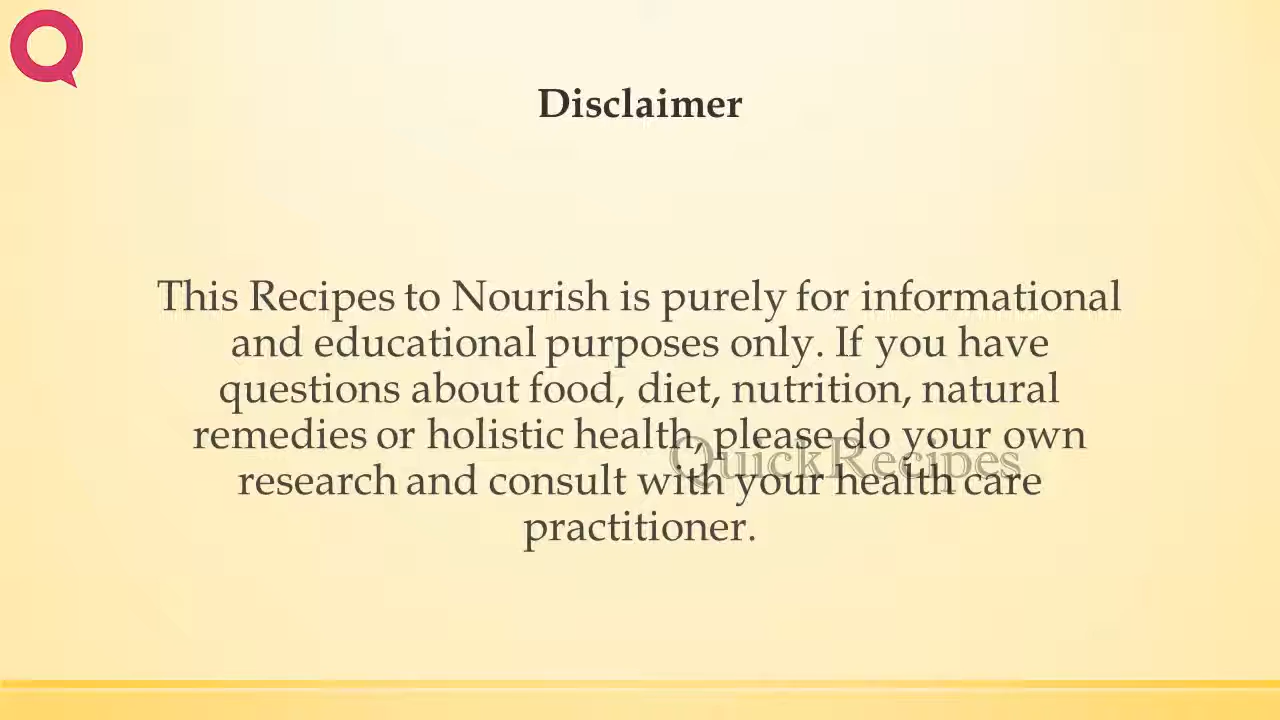 Disclaimer
This Recipes to Nourish is purely for informational
and educational purposes only. If you have
questions about food, diet, nutrition, natural
remedies or holistic health, please do your own
QuickRecipes
research and consult with your health care
practitioner.